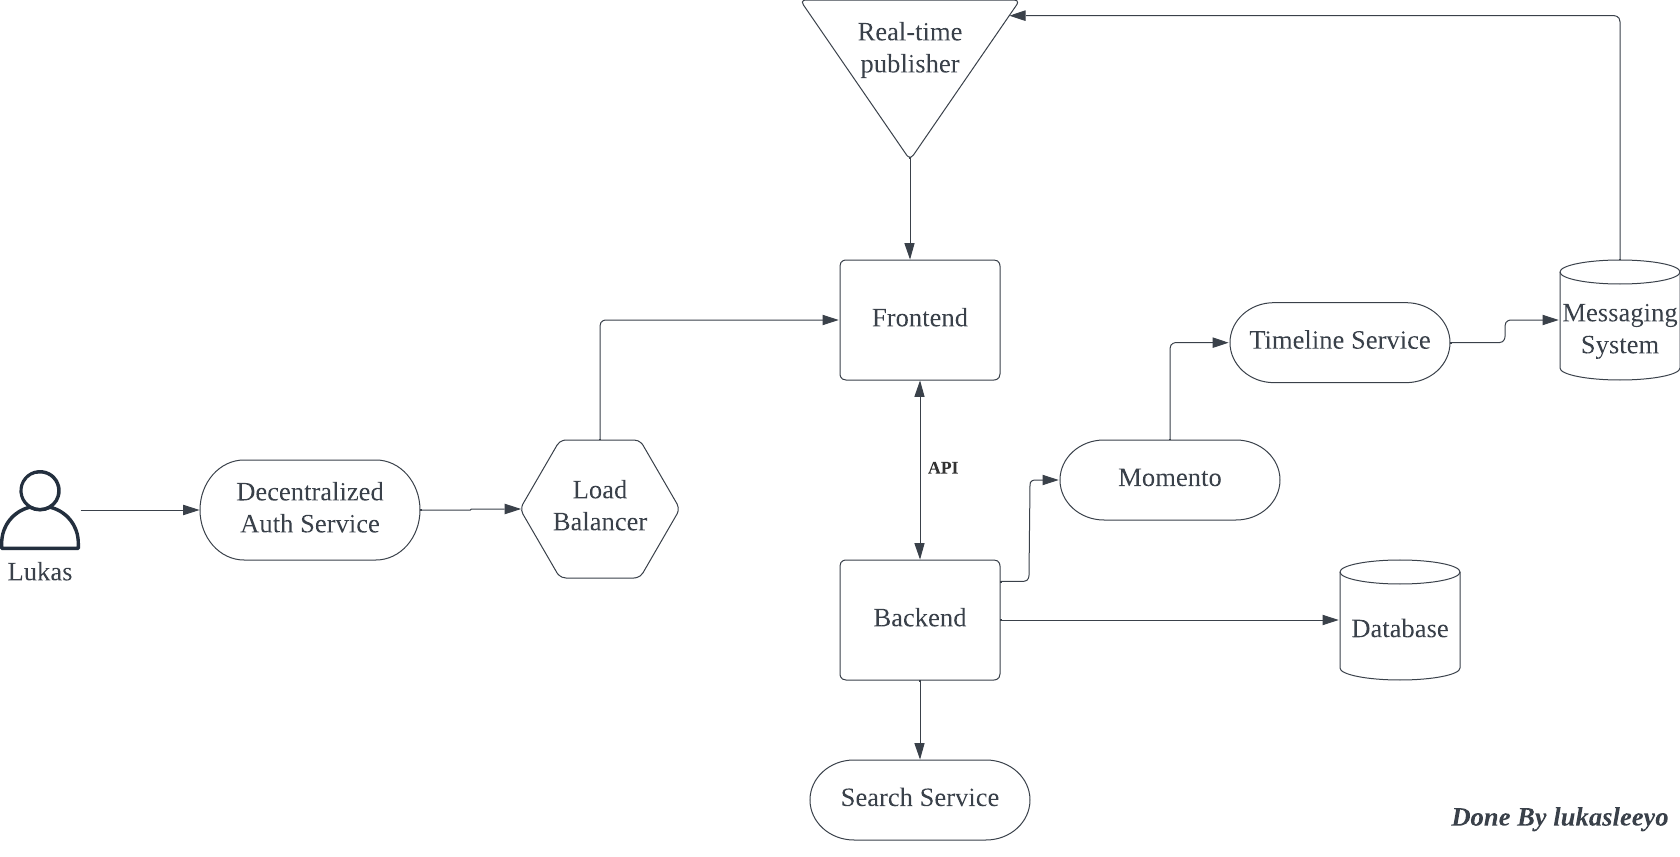 Real-time
publisher
Frontend
Timeline Service
Messaging
System
API
Momento
Decentralized
Auth Service
Load
Balancer
Lukas
Backend
Database
Search Service
Done By lukasleeyo